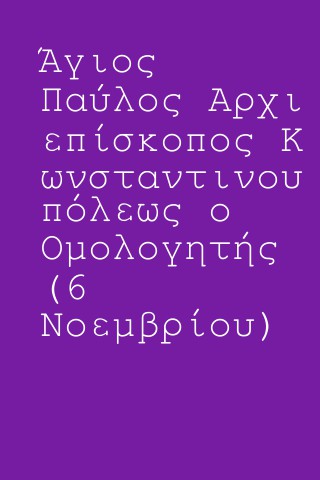 Άγιος
Παύλος Αρχι
επίσκοπος Κ
ωνσταντινου
πόλεως ο
Ομολογητής
(6
Νοεμβρίου)